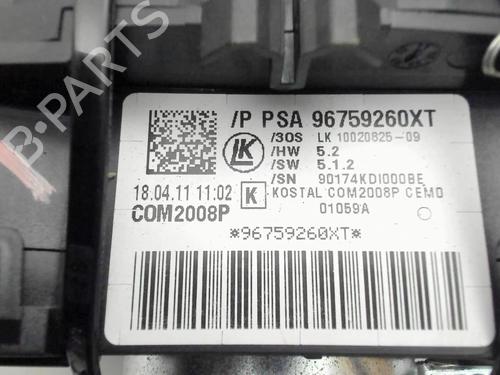 /P PSA 96759260XT
/3OS LK 10020825-09
/HW 5.2
/SW 5.1.2
/SN 90174KDI000BE
LK
18.04.11 11:02 K KOSTAL COM2008P CEMO
COM2008P 01059A
*96759260XT*
B-PARTS